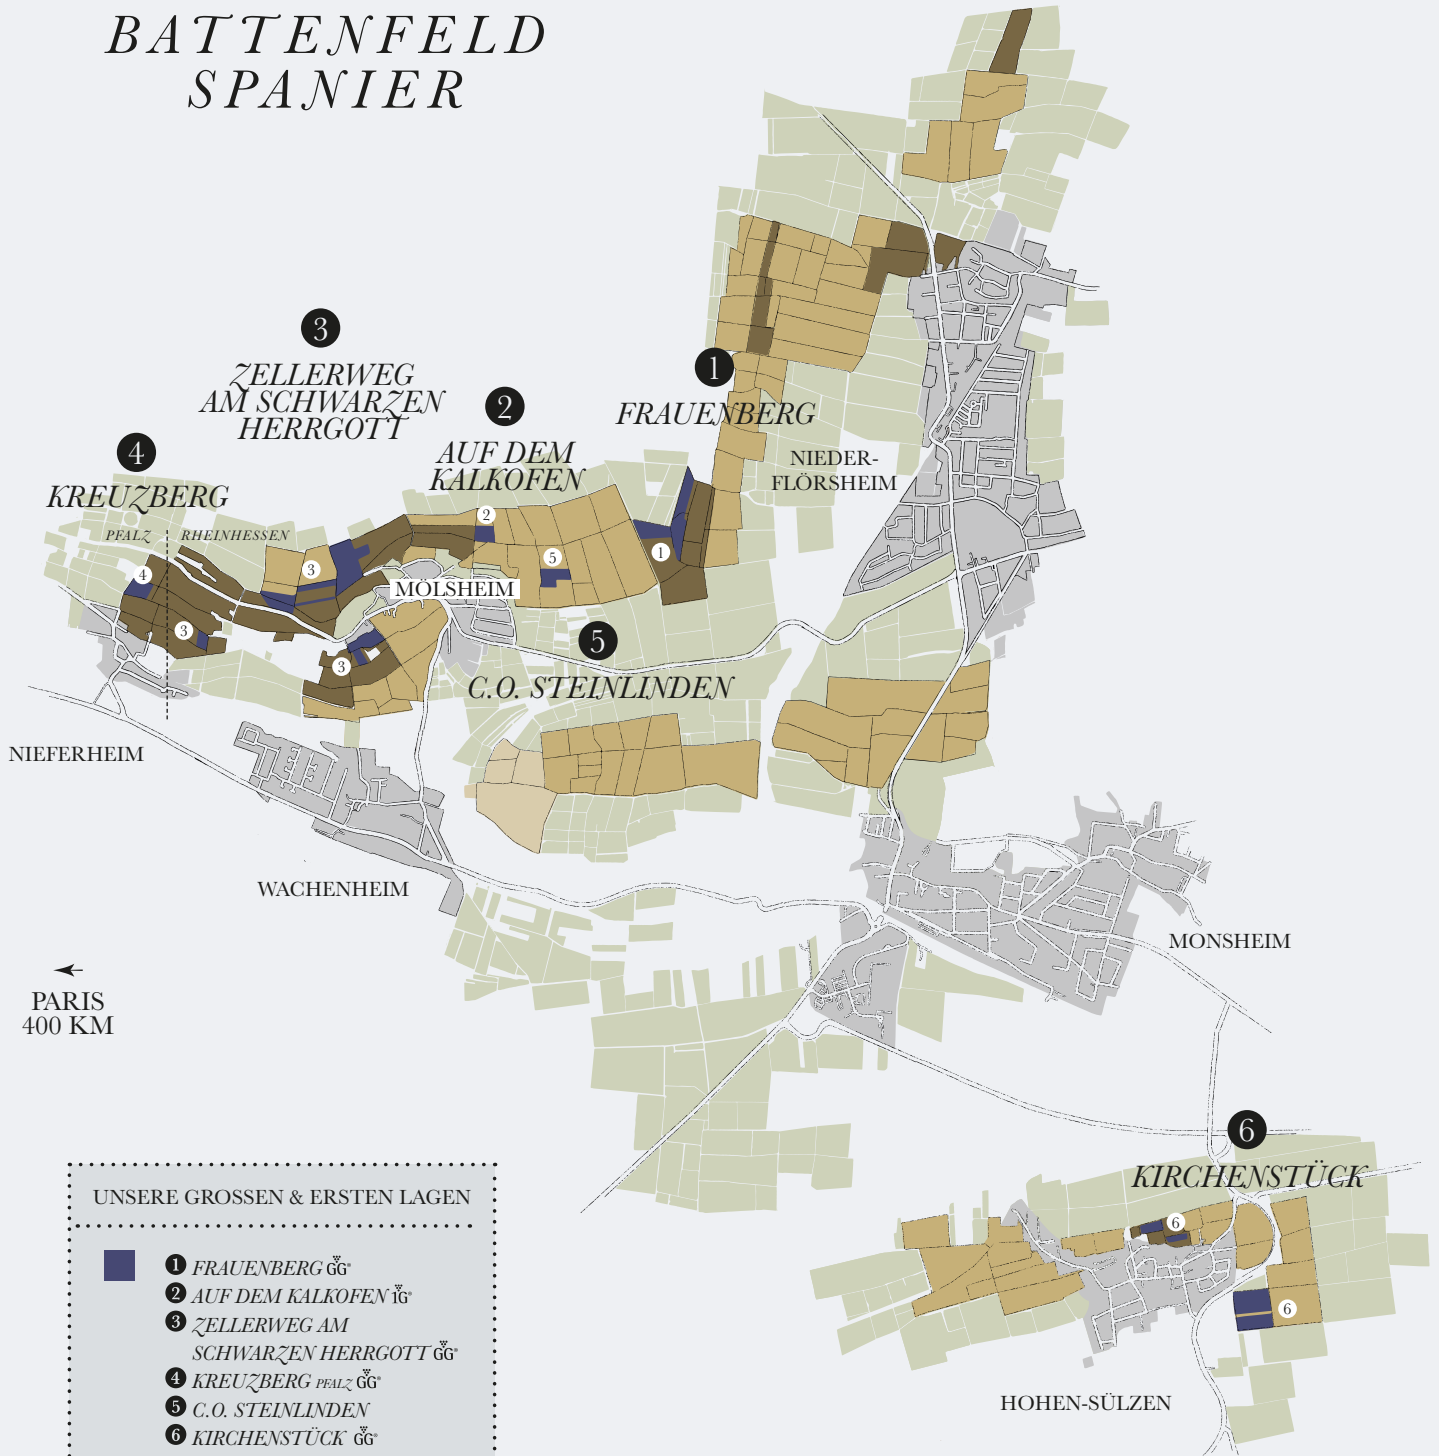 BATTENFELD
SPANIER
3
ZELLERWEG
AM SCHWARZEN
HERRGOTT
2
AUF DEM
KALKOFEN
1
FRAUENBERG
4
KREUZBERG
PFALZ
RHEINHESSEN
NIEDER-
FLÖRSHEIM
2
3
5
1
4
3
3
MÖLSHEIM
5
C.O. STEINLINDEN
NIEFERHEIM
WACHENHEIM
MONSHEIM
PARIS
400 KM
6
KIRCHENSTÜCK
6
6
HOHEN-SÜLZEN
UNSERE GROSSEN & ERSTEN LAGEN
1 FRAUENBERG GG®
2 AUF DEM KALKOFEN 1G®
3 ZELLERWEG AM
SCHWARZEN HERRGOTT GG®
4 KREUZBERG PFALZ GG®
5 C.O. STEINLINDEN
6 KIRCHENSTÜCK GG®